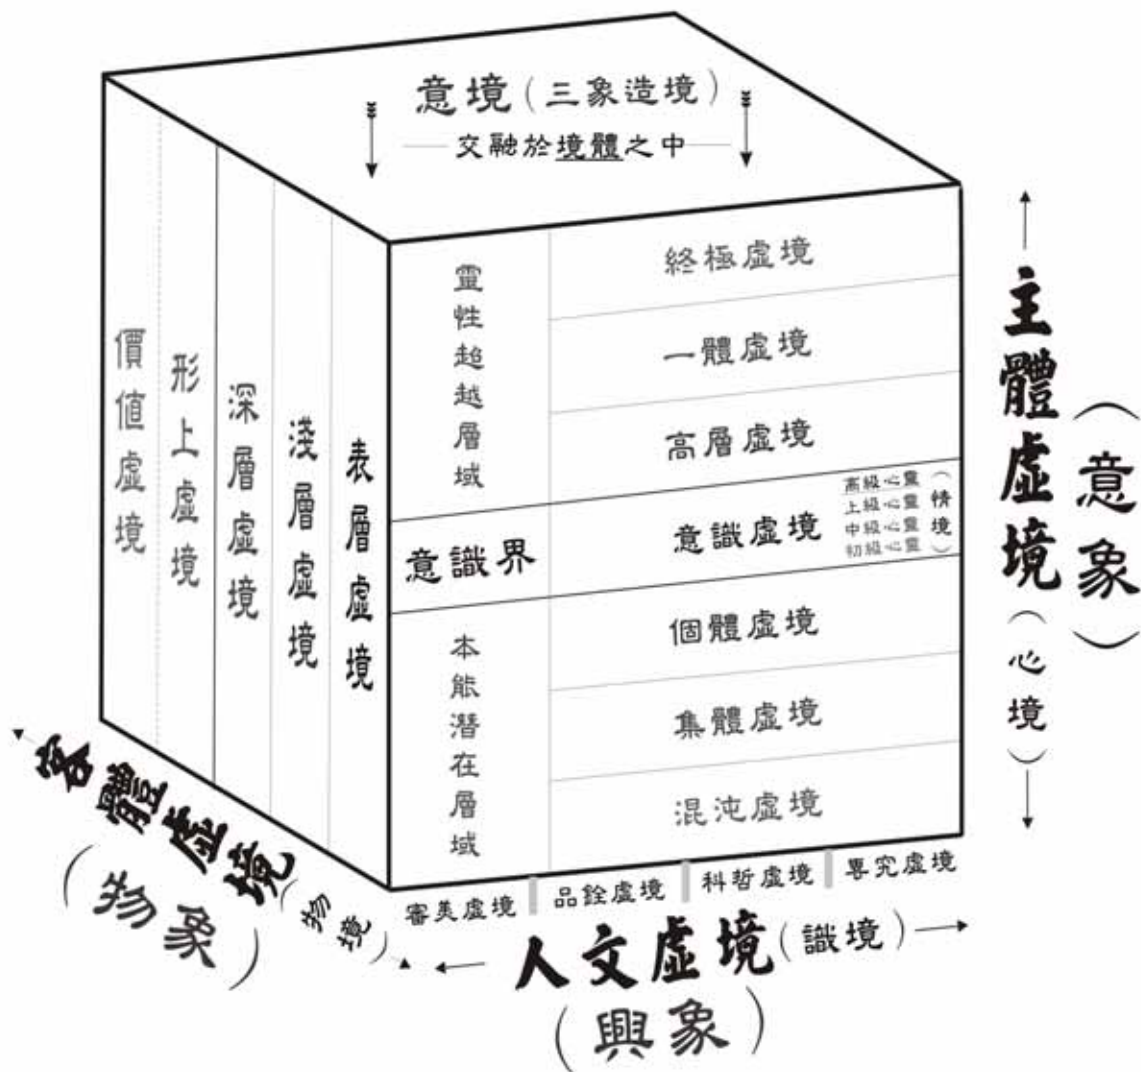 意境（三象造境）
交融於境體之中
價值虛境
形上虛境
深層虛境
淺層虛境
表層虛境
靈性超越層域
終極虛境
一體虛境
高層虛境
意識界
意識虛境
高級心靈
上級心靈
中級心靈
初級心靈
（情境）
本能潛在層域
個體虛境
集體虛境
混沌虛境
主體虛境（心境）
（意象）
客體虛境（物境）
（物象）
審美虛境
品詮虛境
科哲虛境
專究虛境
人文虛境（識境）
（興象）